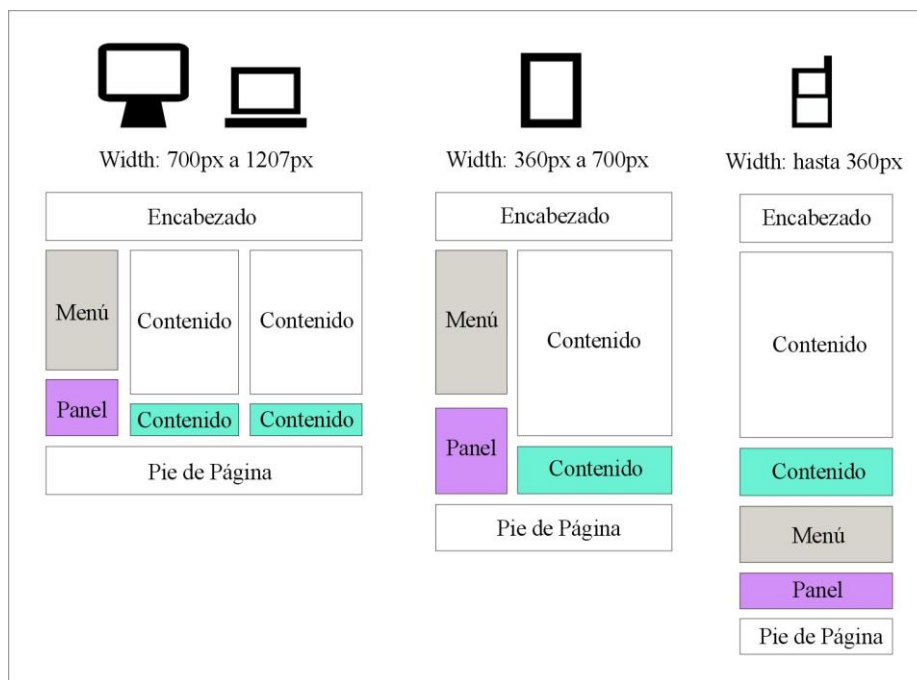 Width: 700px a 1207px
Encabezado
Menú
Contenido
Contenido
Panel
Contenido
Contenido
Pie de Página
Width: 360px a 700px
Encabezado
Menú
Contenido
Panel
Contenido
Pie de Página
Width: hasta 360px
Encabezado
Contenido
Contenido
Menú
Panel
Pie de Página